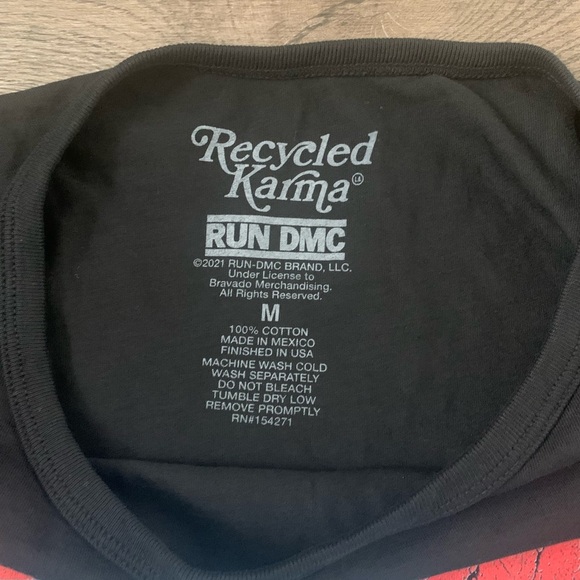 Recycled
Karma LA
RUN DMC
©2021 RUN-DMC BRAND, LLC.
Under License to
Bravado Merchandising.
All Rights Reserved.
M
100% COTTON
MADE IN MEXICO
FINISHED IN USA
MACHINE WASH COLD
WASH SEPARATELY
DO NOT BLEACH
TUMBLE DRY LOW
REMOVE PROMPTLY
RN#154271